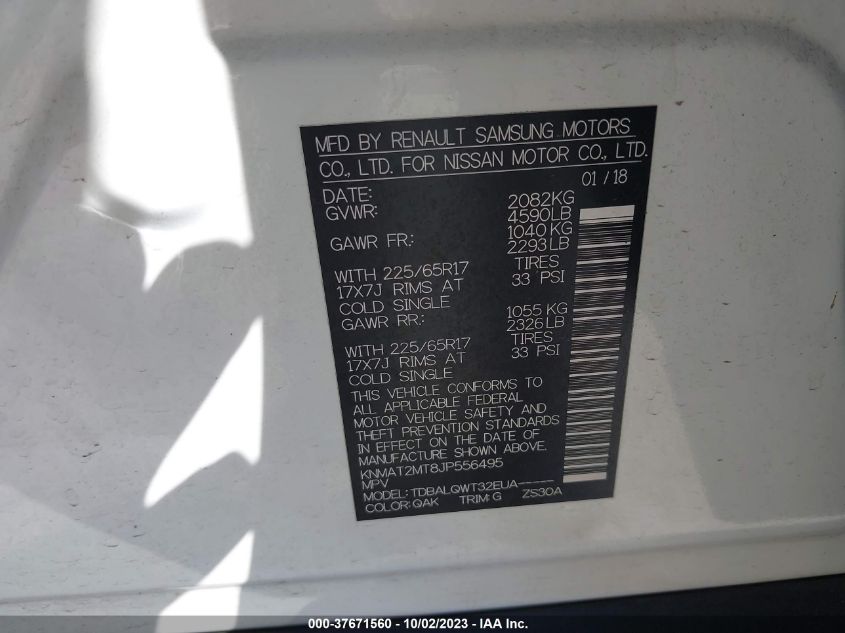 MFD BY RENAULT SAMSUNG MOTORS
CO., LTD. FOR NISSAN MOTOR CO., LTD.
DATE: 01 / 18
GVWR: 2082KG
4590LB
GAWR FR: 1040KG
2293LB
WITH 225/65R17 TIRES
17X7J RIMS AT 33 PSI
COLD SINGLE
GAWR RR: 1055KG
2326LB
WITH 225/65R17 TIRES
17X7J RIMS AT 33 PSI
COLD SINGLE
THIS VEHICLE CONFORMS TO
ALL APPLICABLE FEDERAL
MOTOR VEHICLE SAFETY AND
THEFT PREVENTION STANDARDS
IN EFFECT ON THE DATE OF
MANUFACTURE SHOWN ABOVE.
KNMAT2MT8JP556495
MPV
MODEL: TDBALQWT32EUA-----
COLOR: QAK TRIM: G ZS30A
000-37671560 - 10/02/2023 - IAA Inc.